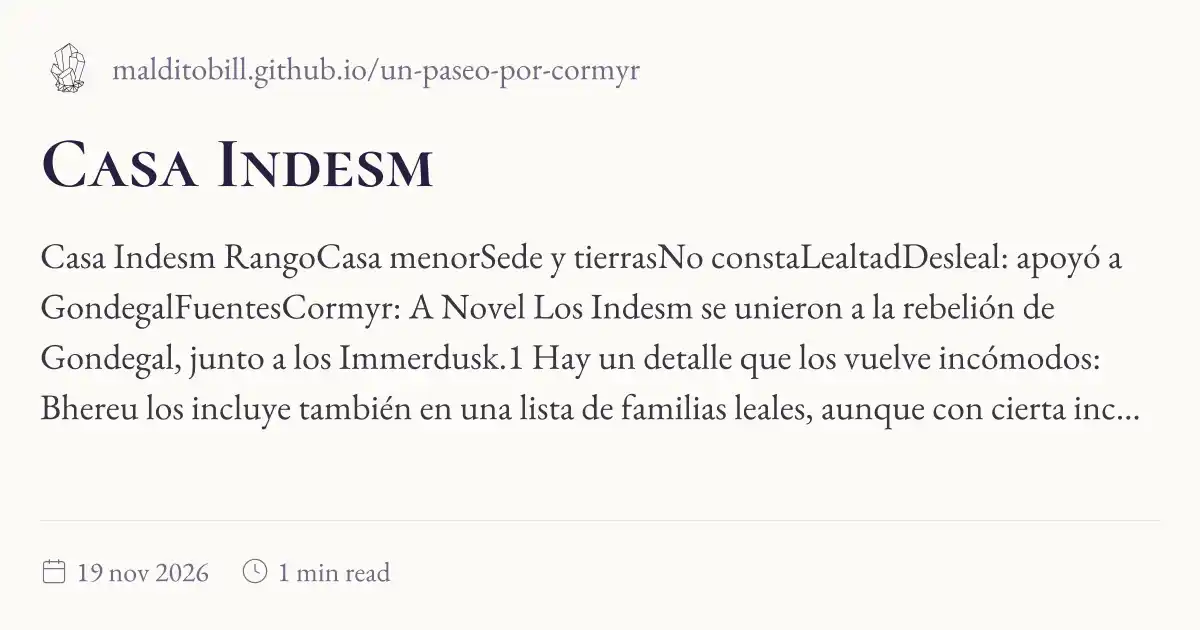 malditobill.github.io/un-paseo-por-cormyr
Casa Indesm
Casa Indesm RangoCasa menorSede y tierrasNo constaLealtadDesleal: apoyó a
GondegalFuentesCormyr: A Novel Los Indesm se unieron a la rebelión de
Gondegal, junto a los Immerdusk.1 Hay un detalle que los vuelve incómodos:
Bhereu los incluye también en una lista de familias leales, aunque con cierta inc...
19 nov 2026 1 min read